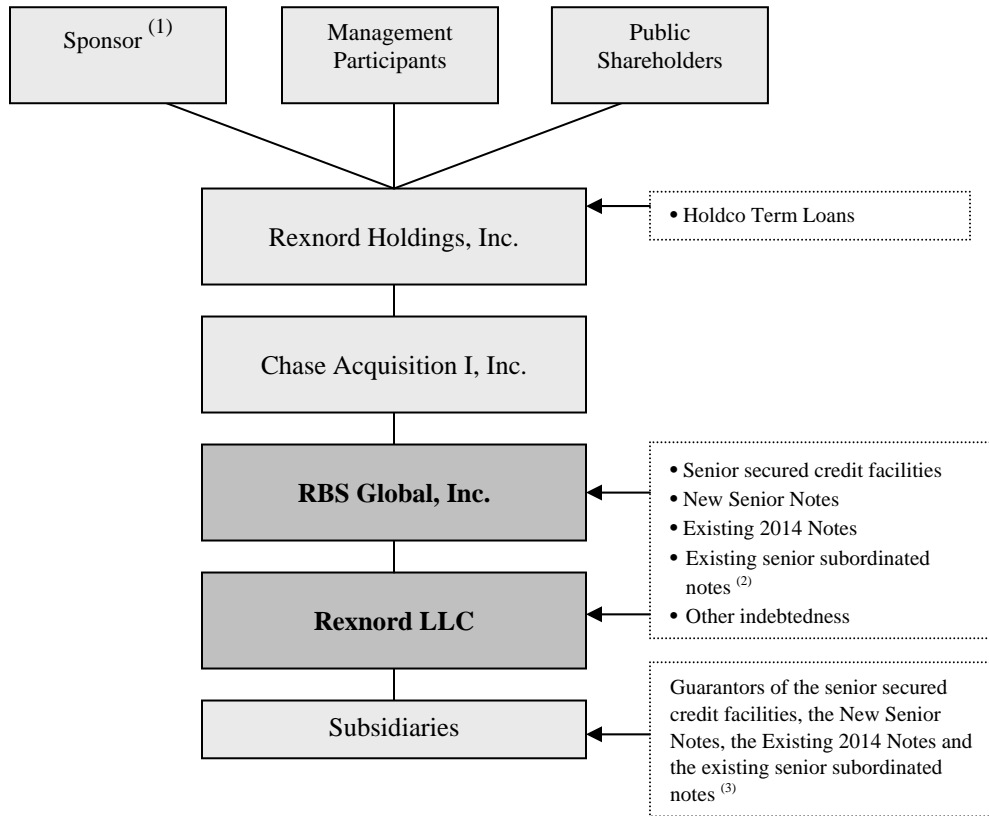 Sponsor (1)
Management
Participants
Public
Shareholders
Rexnord Holdings, Inc.
• Holdco Term Loans
Chase Acquisition I, Inc.
RBS Global, Inc.
• Senior secured credit facilities
• New Senior Notes
• Existing 2014 Notes
• Existing senior subordinated
notes (2)
• Other indebtedness
Rexnord LLC
Subsidiaries
Guarantors of the senior secured
credit facilities, the New Senior
Notes, the Existing 2014 Notes and
the existing senior subordinated
notes (3)